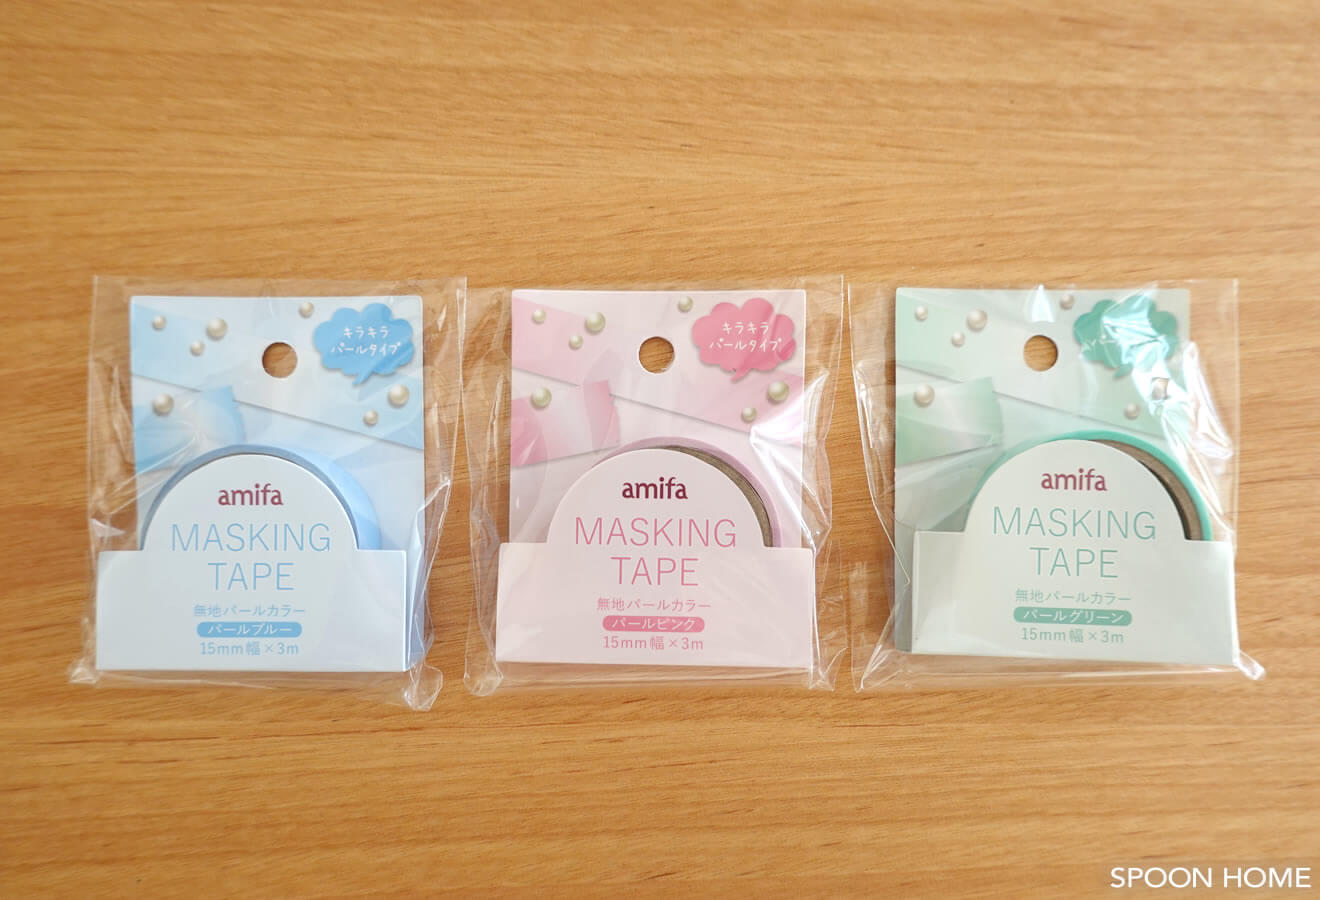 キラキラ
パールタイプ
amifa
MASKING
TAPE
無地パールカラー
パールブルー
15mm幅×3m
キラキラ
パールタイプ
amifa
MASKING
TAPE
無地パールカラー
パールピンク
15mm幅×3m
amifa
MASKING
TAPE
無地パールカラー
パールグリーン
15mm幅×3m
SPOON HOME